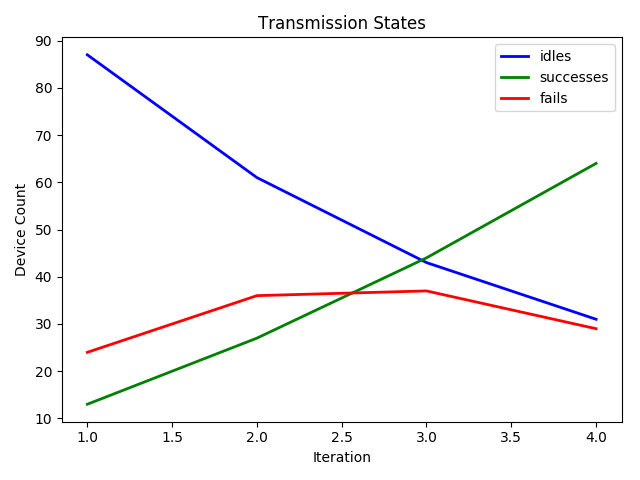 Transmission States
idles
successes
fails
Device Count
90
80
70
60
50
40
30
20
10
1.0 1.5 2.0 2.5 3.0 3.5 4.0
Iteration